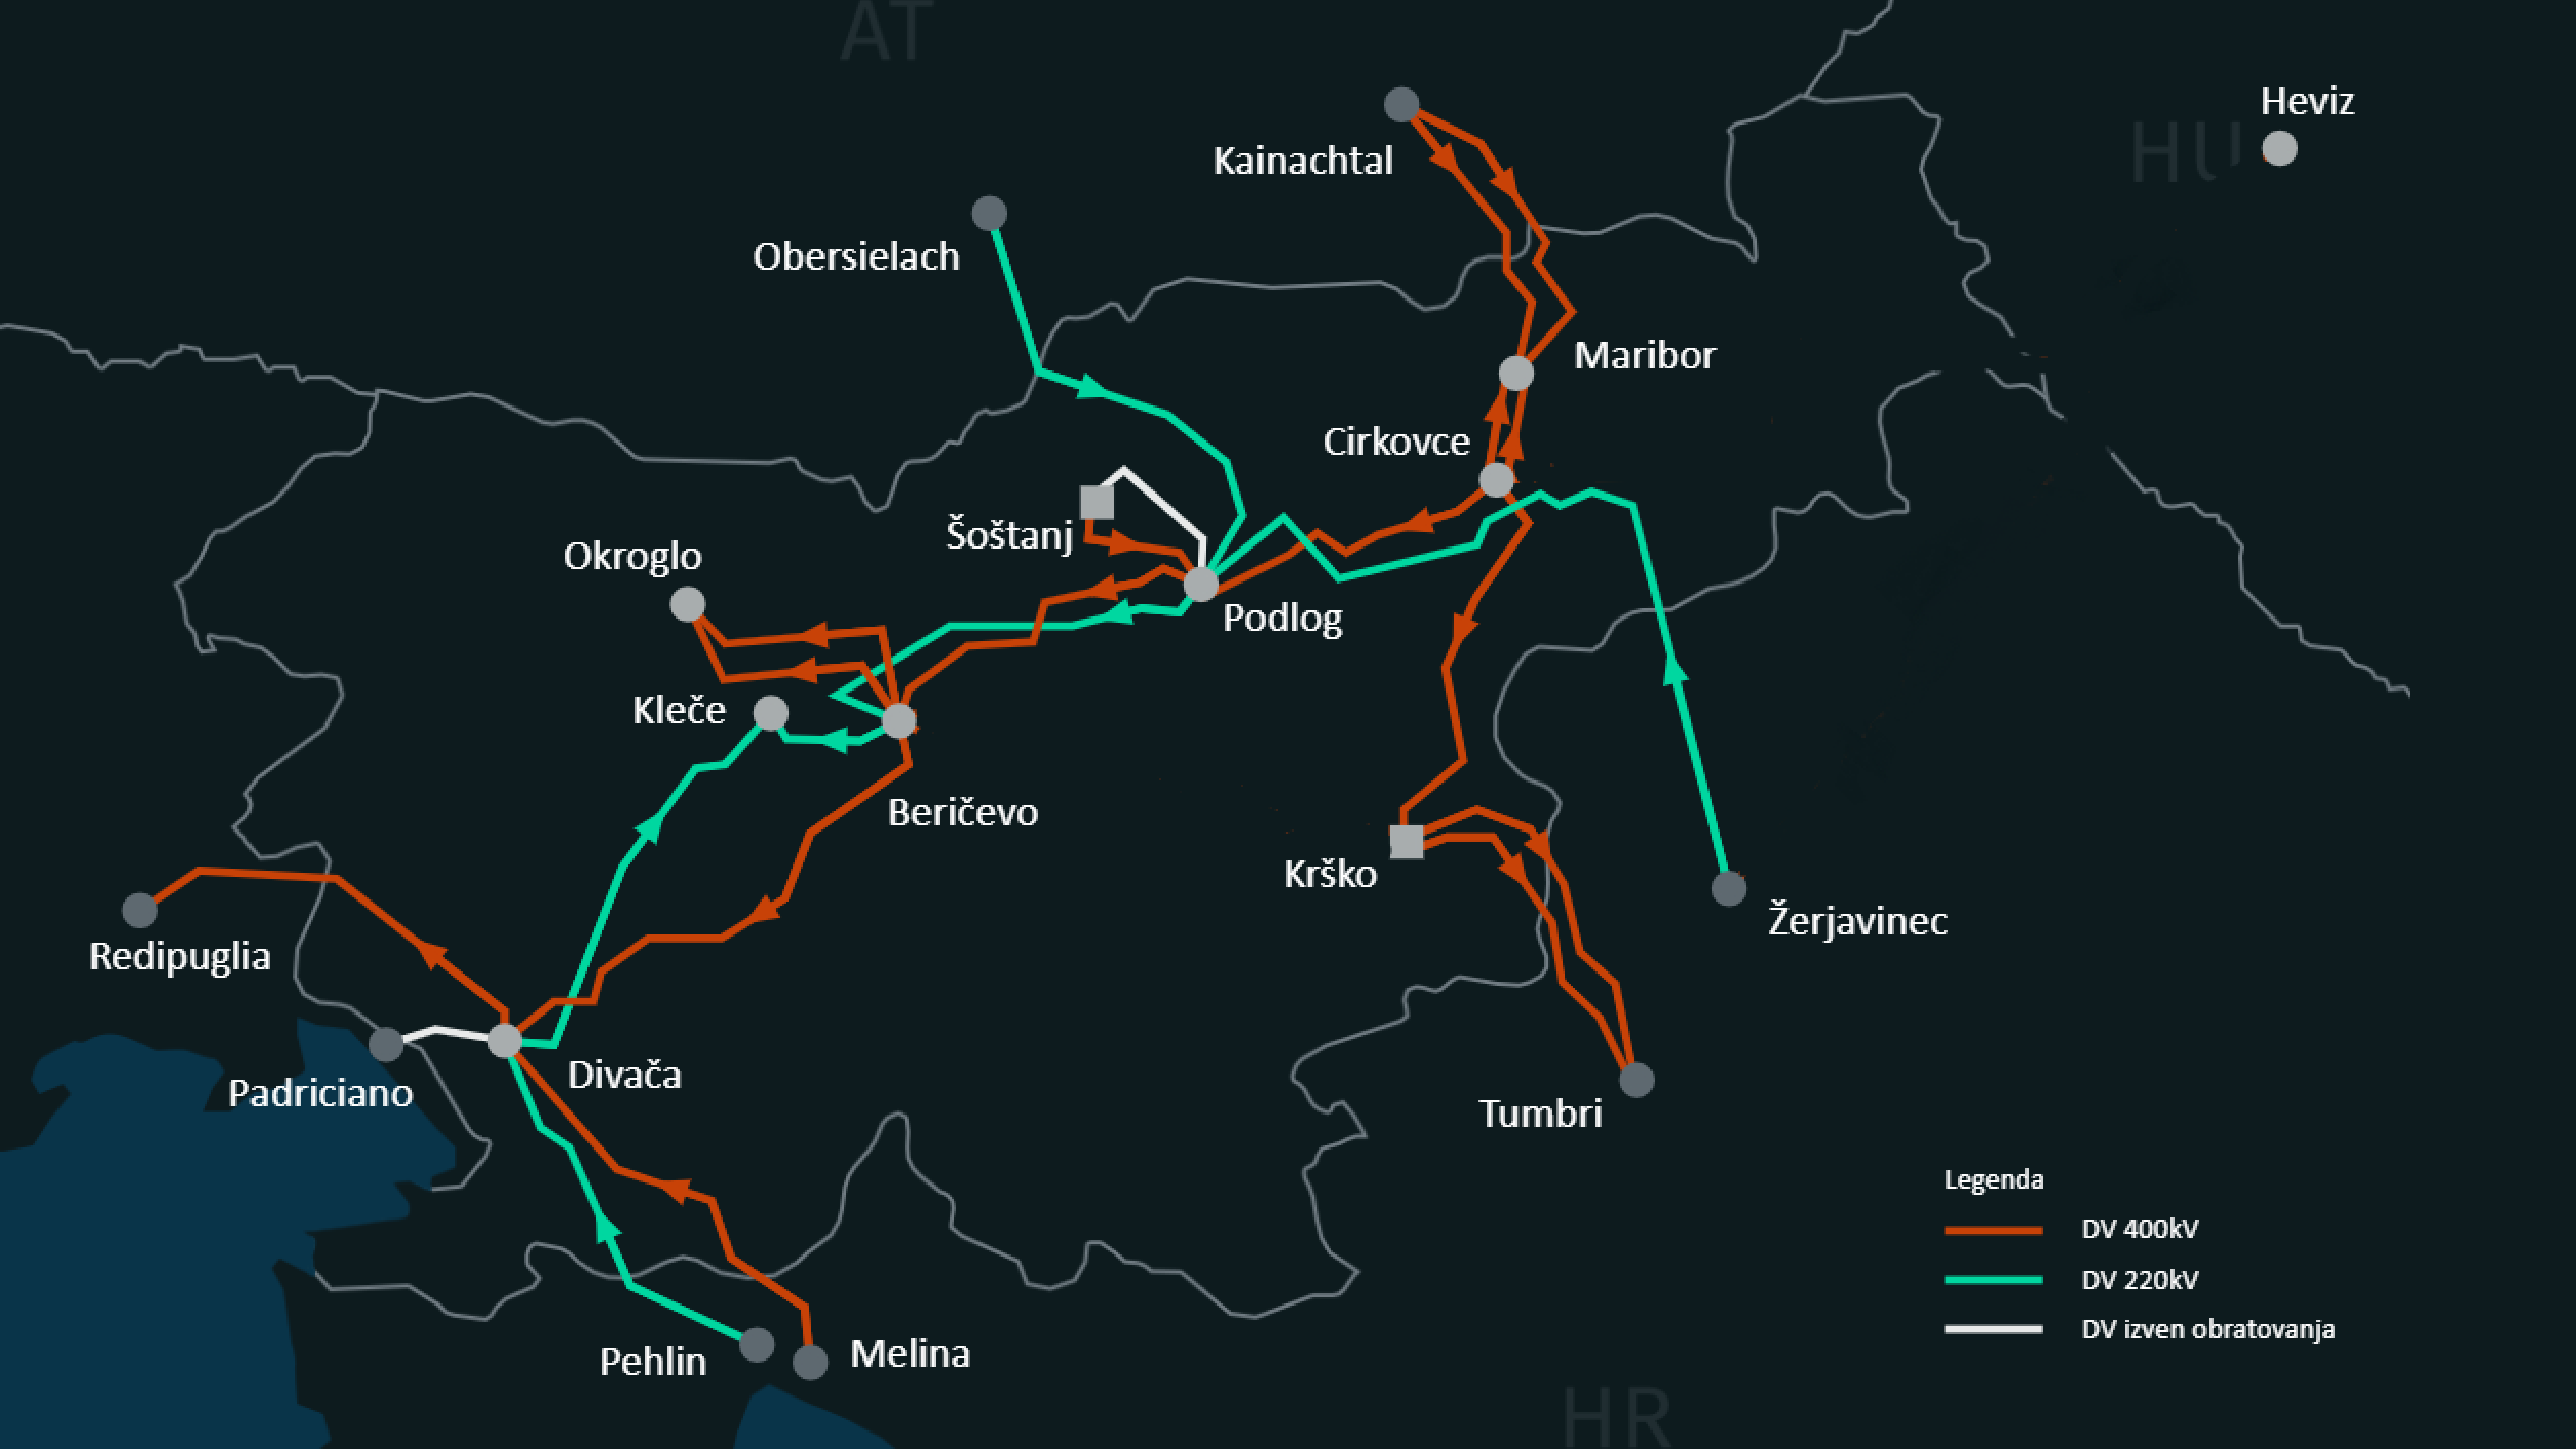 AT
Heviz
HU
Kainachtal
Obersielach
Maribor
Cirkovce
Šoštanj
Okroglo
Podlog
Kleče
Beričevo
Krško
Žerjavinec
Redipuglia
Divača
Padriciano
Tumbri
Legenda
DV 400kV
DV 220kV
DV izven obratovanja
Pehlin
Melina
HR